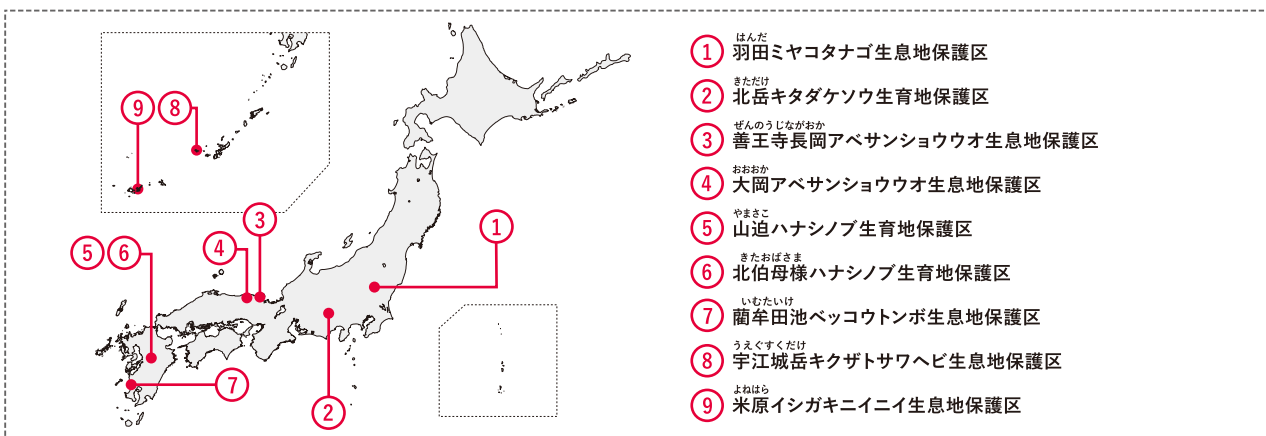 9
8
3
1
5
6
4
7
2
はんだ
1 羽田ミヤコタナゴ生息地保護区
きただけ
2 北岳キタダケソウ生育地保護区
ぜんのうじながおか
3 善王寺長岡アベサンショウウオ生息地保護区
おおおか
4 大岡アベサンショウウオ生息地保護区
やまさこ
5 山迫ハナシノブ生育地保護区
きたおばさま
6 北伯母様ハナシノブ生育地保護区
いむたいけ
7 藺牟田池ベッコウトンボ生息地保護区
うえぐすくだけ
8 宇江城岳キクザトサワヘビ生息地保護区
よねはら
9 米原イシガキニイニイ生息地保護区